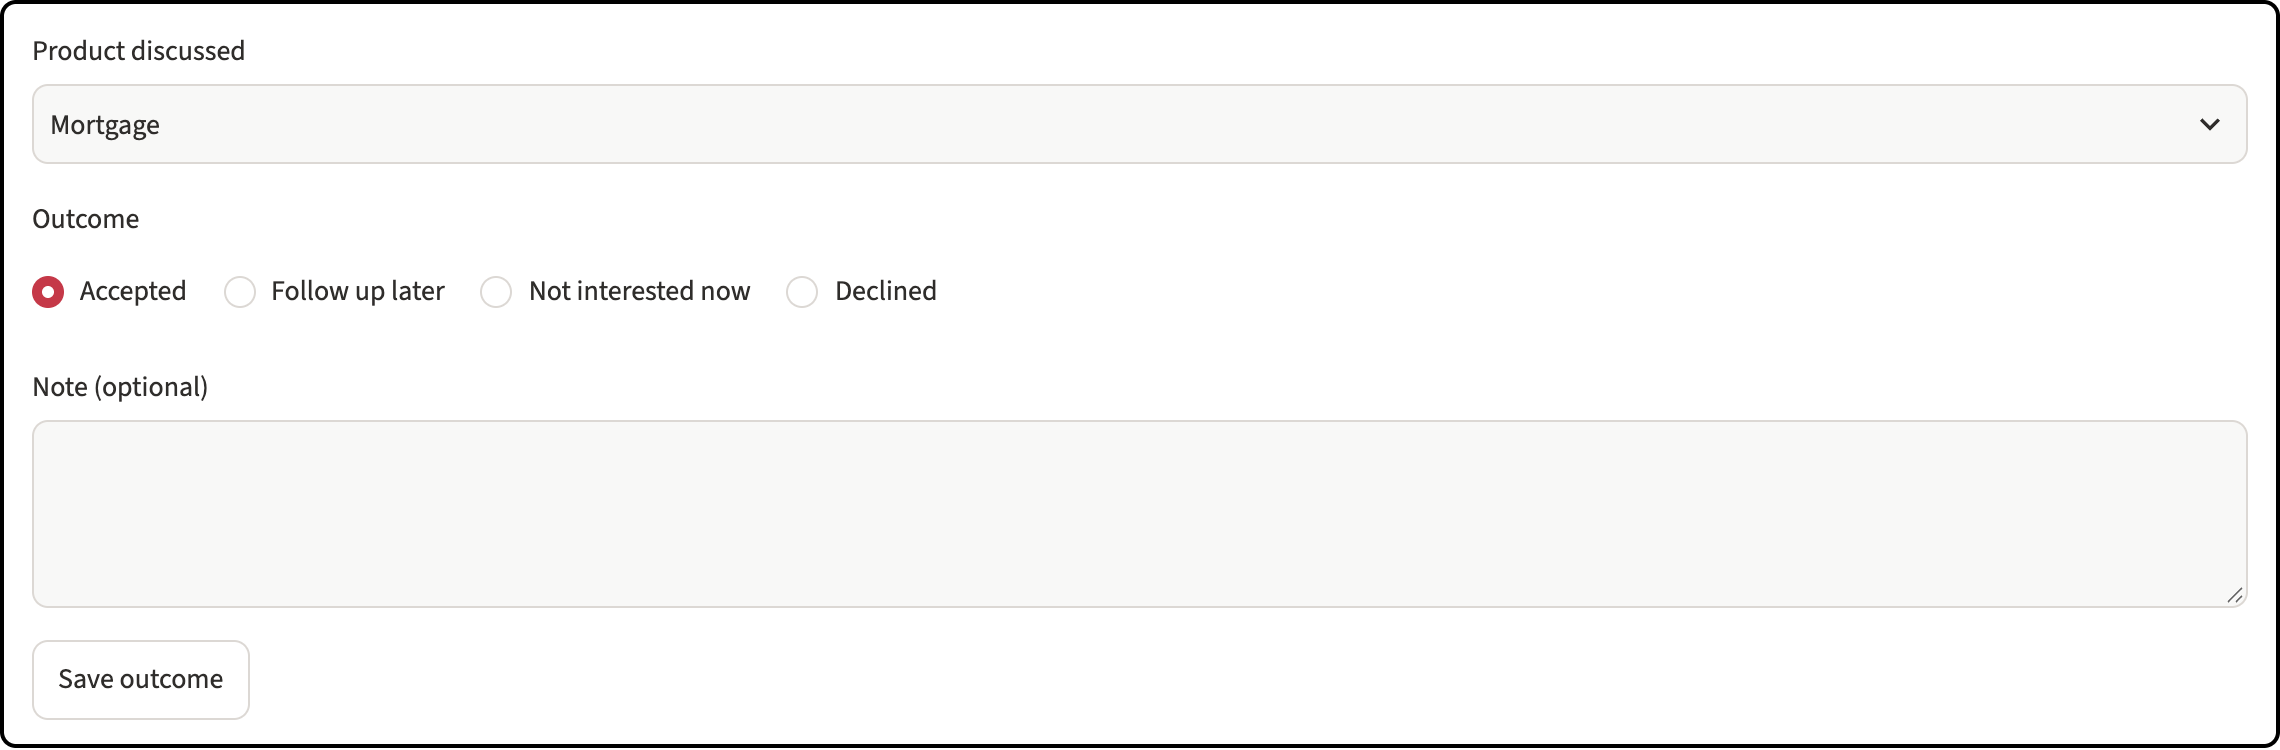 Product discussed
Mortgage
Outcome
Accepted Follow up later Not interested now Declined
Note (optional)
Save outcome